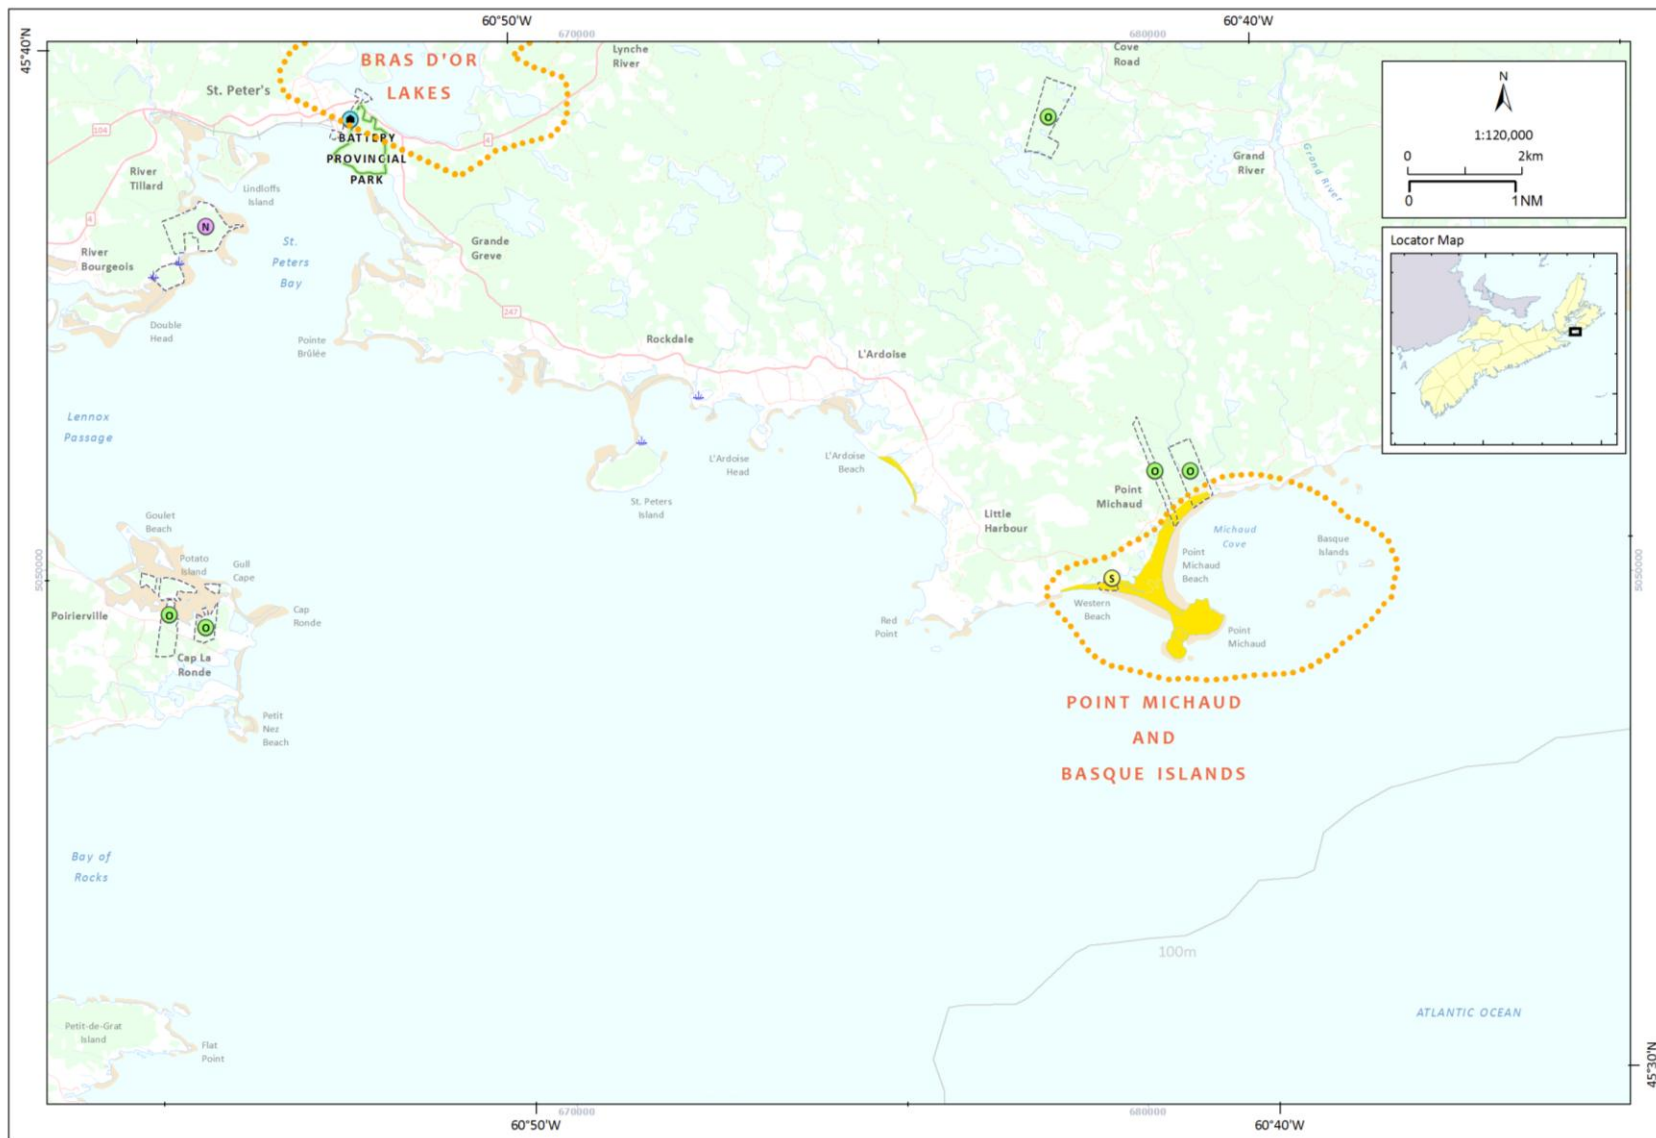 60°50'W
60°40'W
670000
680000
45°40'N
BRAS D'OR
LAKES
Lynche
River
Cove
Road
St. Peter's
104
4
BATTERY
PROVINCIAL
PARK
River
Tillard
Lindloffs
Island
Grand
River
Grand River
N
1:120,000
0
2km
0
1NM
4
N
O
River
Bourgeois
St.
Peters
Bay
Grande
Greve
Locator Map
247
Double
Head
Pointe
Brûlée
Rockdale
L'Ardoise
Lennox
Passage
L'Ardoise
Head
L'Ardoise
Beach
St. Peters
Island
O
O
Point
Michaud
Little
Harbour
Michaud
Cove
Basque
Islands
Goulet
Beach
Potato
Island
Gull
Cape
5050000
5050000
Point
Michaud
Beach
S
Western
Beach
Poirierville
O
O
Cap
Ronde
Red
Point
Point
Michaud
Cap La
Ronde
Petit
Nez
Beach
POINT MICHAUD
AND
BASQUE ISLANDS
Bay of
Rocks
100m
Petit-de-Grat
Island
Flat
Point
ATLANTIC OCEAN
45°30'N
670000
680000
60°50'W
60°40'W